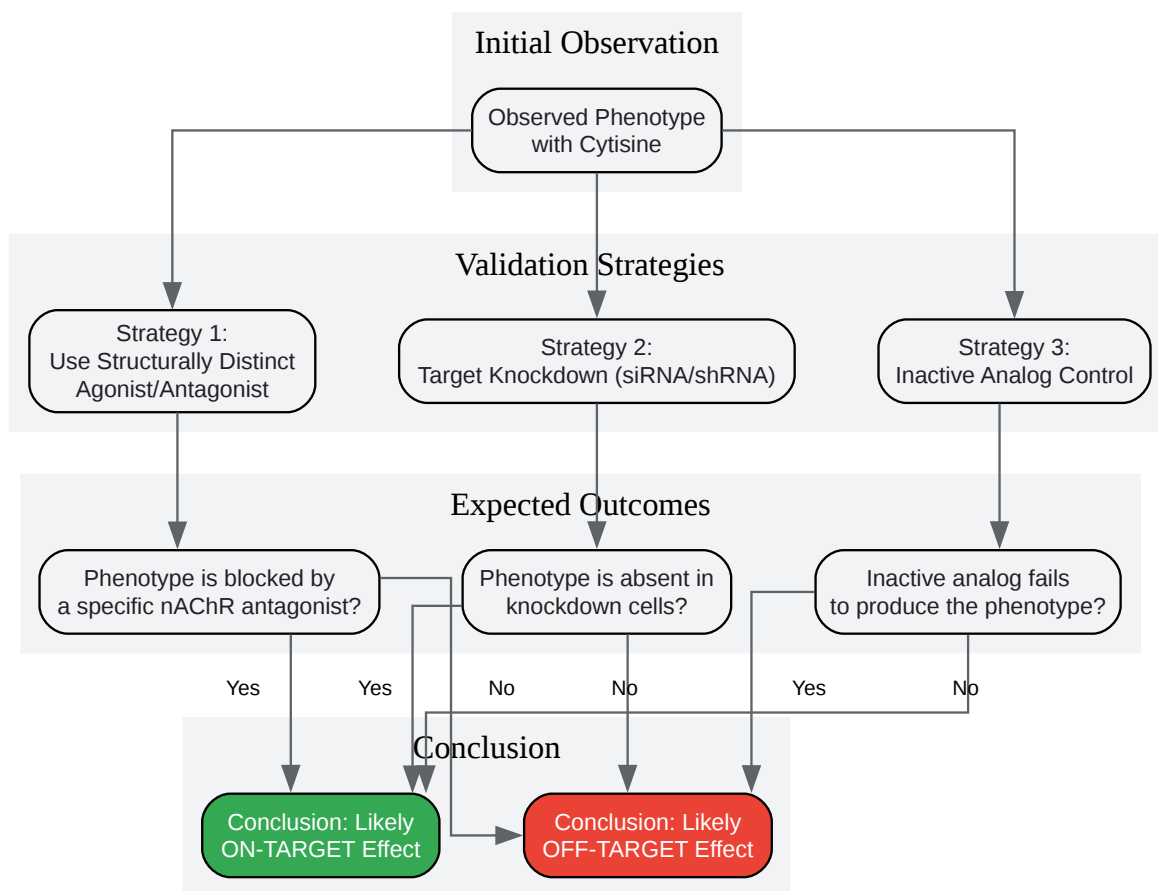 Initial Observation
Observed Phenotype
with Cytisine
Validation Strategies
Strategy 1:
Use Structurally Distinct
Agonist/Antagonist
Strategy 2:
Target Knockdown (siRNA/shRNA)
Strategy 3:
Inactive Analog Control
Expected Outcomes
Phenotype is blocked by
a specific nAChR antagonist?
Phenotype is absent in
knockdown cells?
Inactive analog fails
to produce the phenotype?
Yes
Yes
No
No
Yes
No
Conclusion
Conclusion: Likely
ON-TARGET Effect
Conclusion: Likely
OFF-TARGET Effect